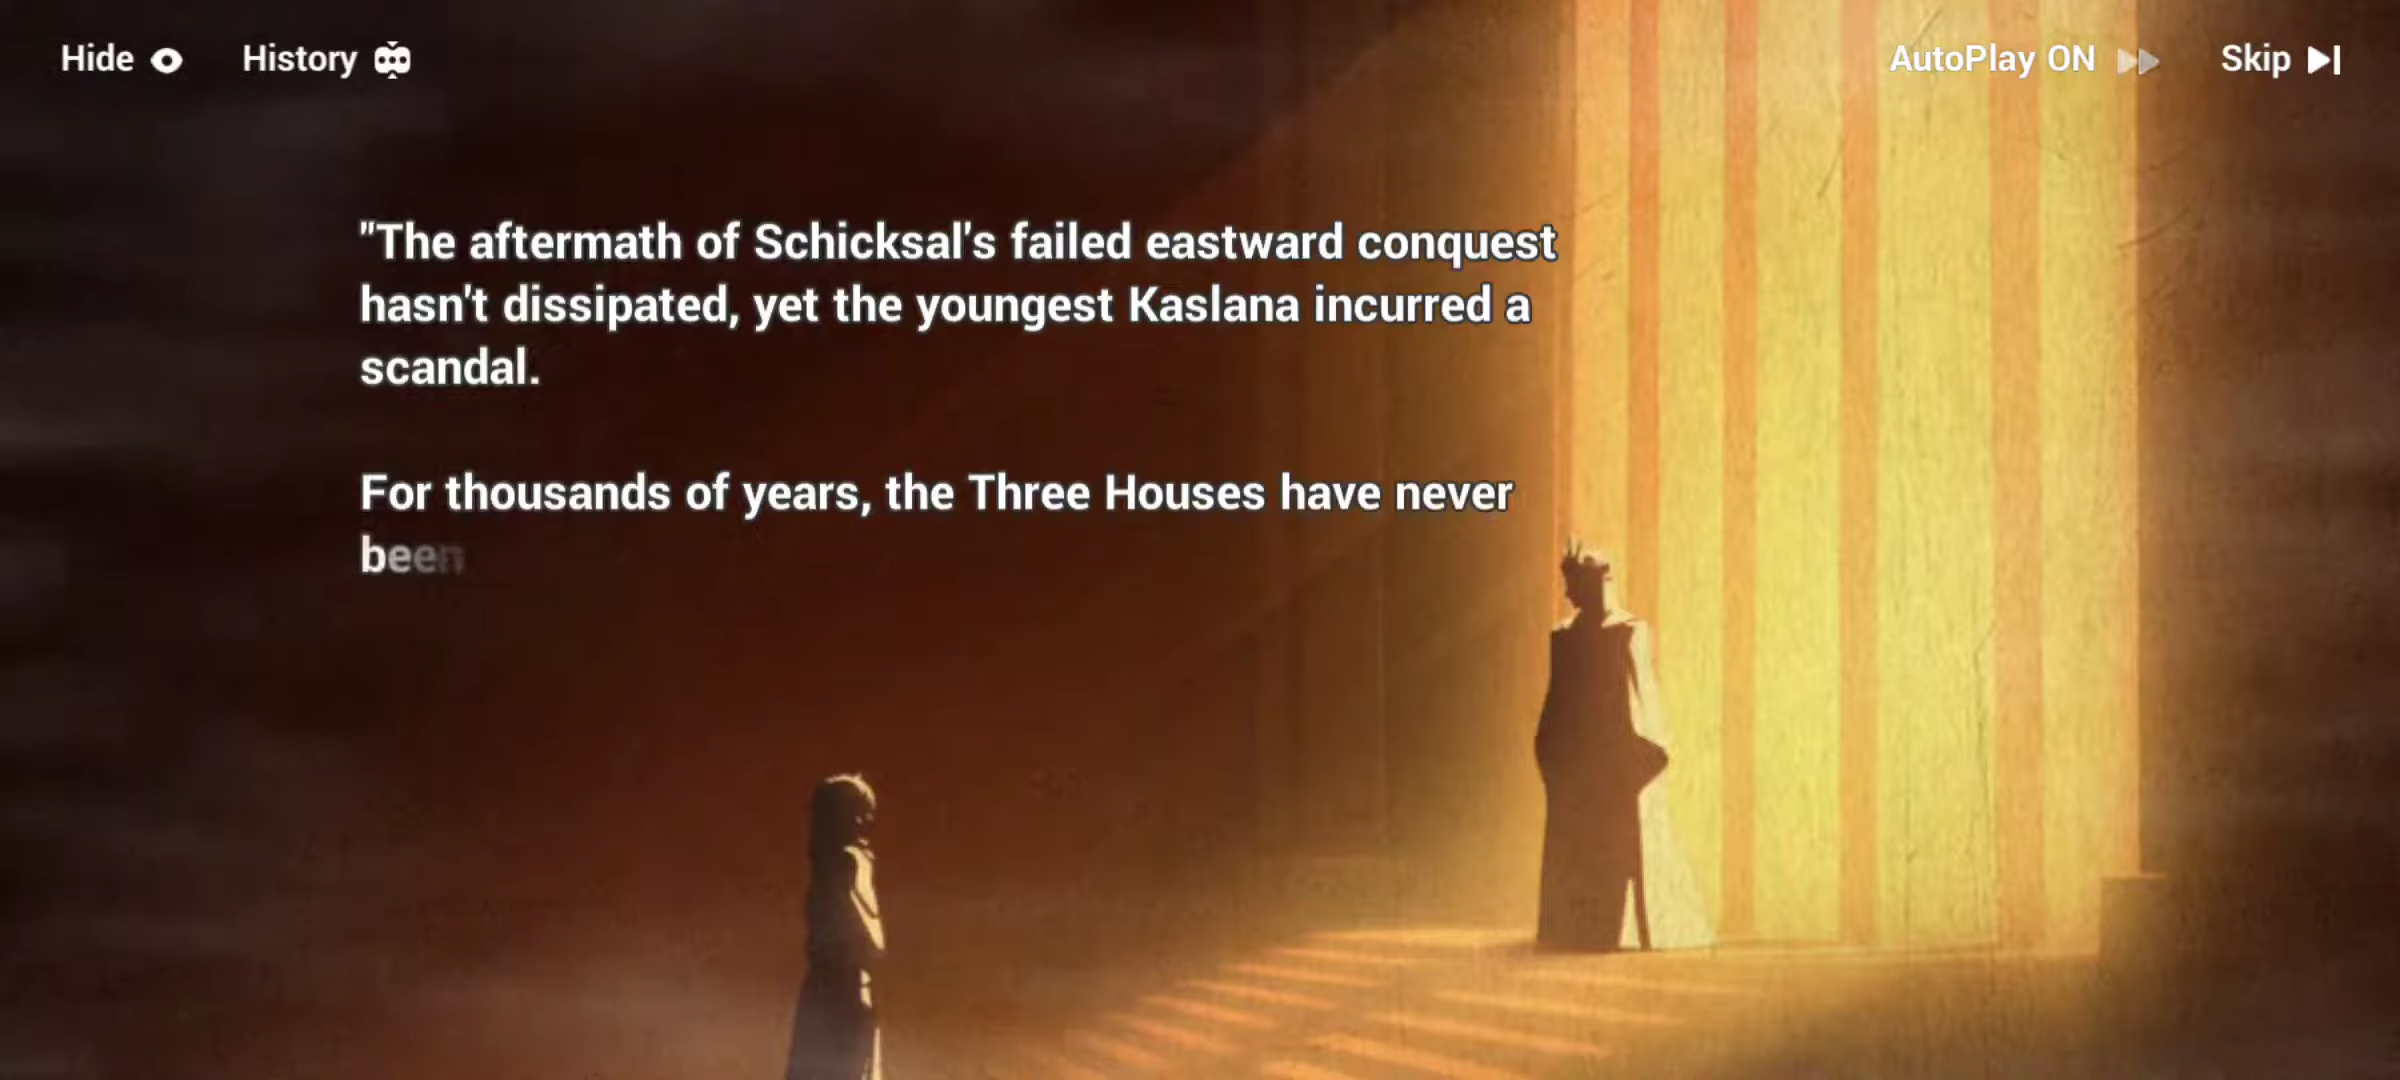 Hide
History
AutoPlay ON
Skip
"The aftermath of Schicksal's failed eastward conquest
hasn't dissipated, yet the youngest Kaslana incurred a
scandal.
For thousands of years, the Three Houses have never
been